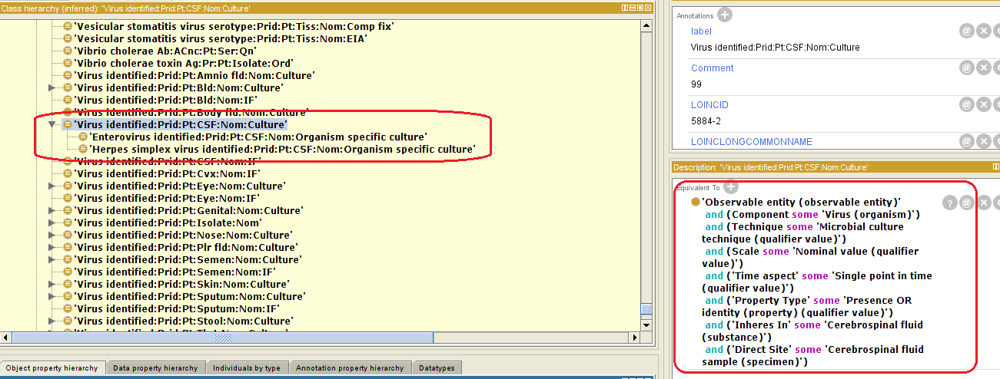 Class hierarchy (inferred): 'Virus identified:Prid:Pt:CSF:Nom:Culture'
'Vesicular stomatitis virus serotype:Prid:Pt:Tiss:Nom:Comp fix'
'Vesicular stomatitis virus serotype:Prid:Pt:Tiss:Nom:EIA'
'Vibrio cholerae Ab:ACnc:Pt:Ser:Qn'
'Vibrio cholerae toxin Ag:Pr:Pt:Isolate:Ord'
'Virus identified:Prid:Pt:Amnio fld:Nom:Culture'
'Virus identified:Prid:Pt:Bld:Nom:Culture'
'Virus identified:Prid:Pt:Bld:Nom:IF'
'Virus identified:Prid:Pt:Body fld:Nom:Culture'
'Virus identified:Prid:Pt:CSF:Nom:Culture'
'Enterovirus identified:Prid:Pt:CSF:Nom:Organism specific culture'
'Herpes simplex virus identified:Prid:Pt:CSF:Nom:Organism specific culture
'Virus identified:Prid:Pt:CSF:Nom:IF'
'Virus identified:Prid:Pt:Cvx:Nom:IF'
'Virus identified:Prid:Pt:Eye:Nom:Culture'
'Virus identified:Prid:Pt:Eye:Nom:IF'
'Virus identified:Prid:Pt:Genital:Nom:Culture'
'Virus identified:Prid:Pt:Isolate:Nom'
'Virus identified:Prid:Pt:Nose:Nom:Culture'
'Virus identified:Prid:Pt:Plr fld:Nom:Culture'
'Virus identified:Prid:Pt:Semen:Nom:Culture'
'Virus identified:Prid:Pt:Semen:Nom:IF'
'Virus identified:Prid:Pt:Skin:Nom:Culture'
'Virus identified:Prid:Pt:Sputum:Nom:Culture'
'Virus identified:Prid:Pt:Sputum:Nom:IF'
'Virus identified:Prid:Pt:Stool:Nom:Culture'
Object property hierarchy Data property hierarchy Individuals by type Annotation property hierarchy Datatypes
Annotations
label
Virus identified:Prid:Pt:CSF:Nom:Culture
Comment
99
LOINCID
5884-2
LOINCLONGCOMMONNAME
Description: 'Virus identified:Prid:Pt:CSF:Nom:Culture'
Equivalent To
'Observable entity (observable entity)'
and (Component some 'Virus (organism)')
and (Technique some 'Microbial culture
technique (qualifier value)')
and (Scale some 'Nominal value (qualifier
value)')
and ('Time aspect' some 'Single point in time
(qualifier value)')
and ('Property Type' some 'Presence OR
identity (property) (qualifier value)')
and ('Inheres In' some 'Cerebrospinal fluid
(substance)')
and ('Direct Site' some 'Cerebrospinal fluid
sample (specimen)')